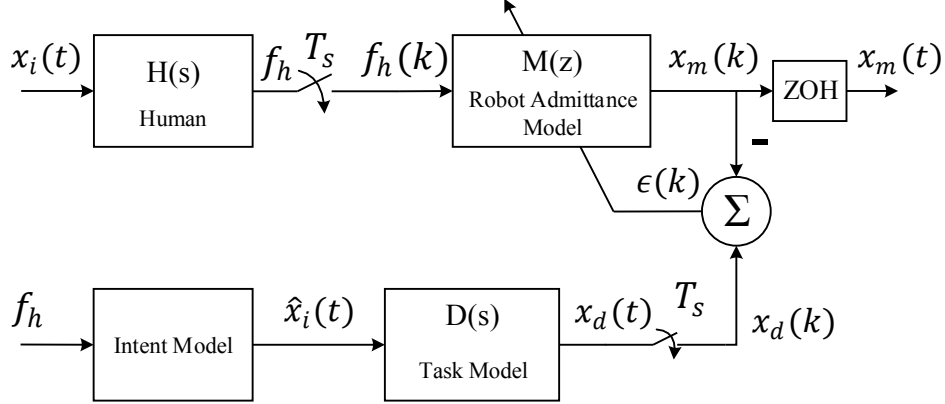 x_i(t)
H(s)
Human
f_h
T_s
f_h(k)
M(z)
Robot Admittance
Model
x_m(k)
ZOH
x_m(t)
-
ϵ(k)
Σ
f_h
Intent Model
x̂_i(t)
D(s)
Task Model
x_d(t)
T_s
x_d(k)